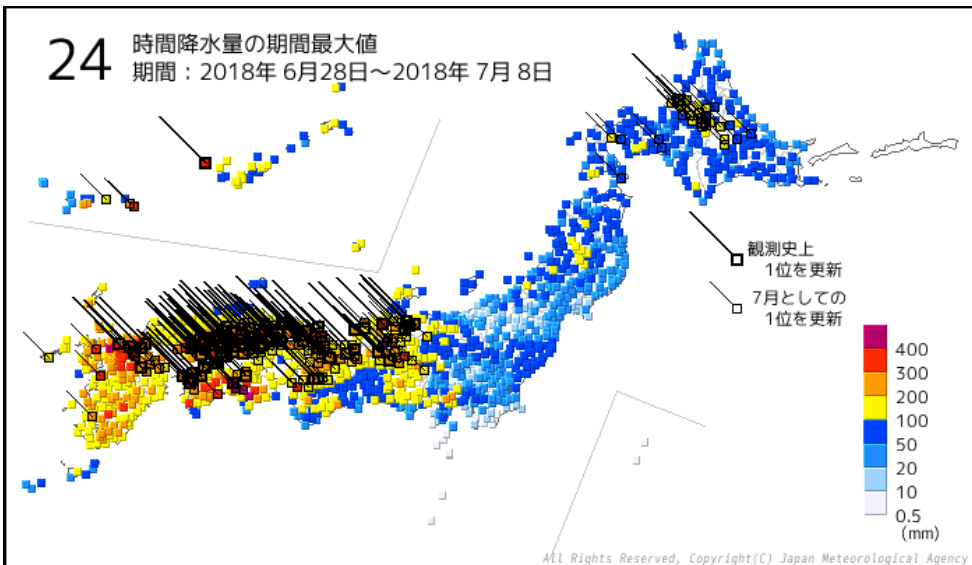 24
時間降水量の期間最大値
期間：2018年 6月28日～2018年 7月 8日
観測史上
1位を更新
7月としての
1位を更新
400
300
200
100
50
20
10
0.5
(mm)
All Rights Reserved, Copyright(C) Japan Meteorological Agency